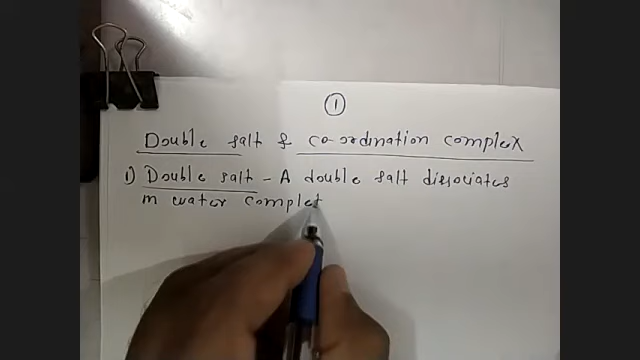 1
Double salt & co-ordination complex
1) Double salt - A double salt dissociates
in water complet